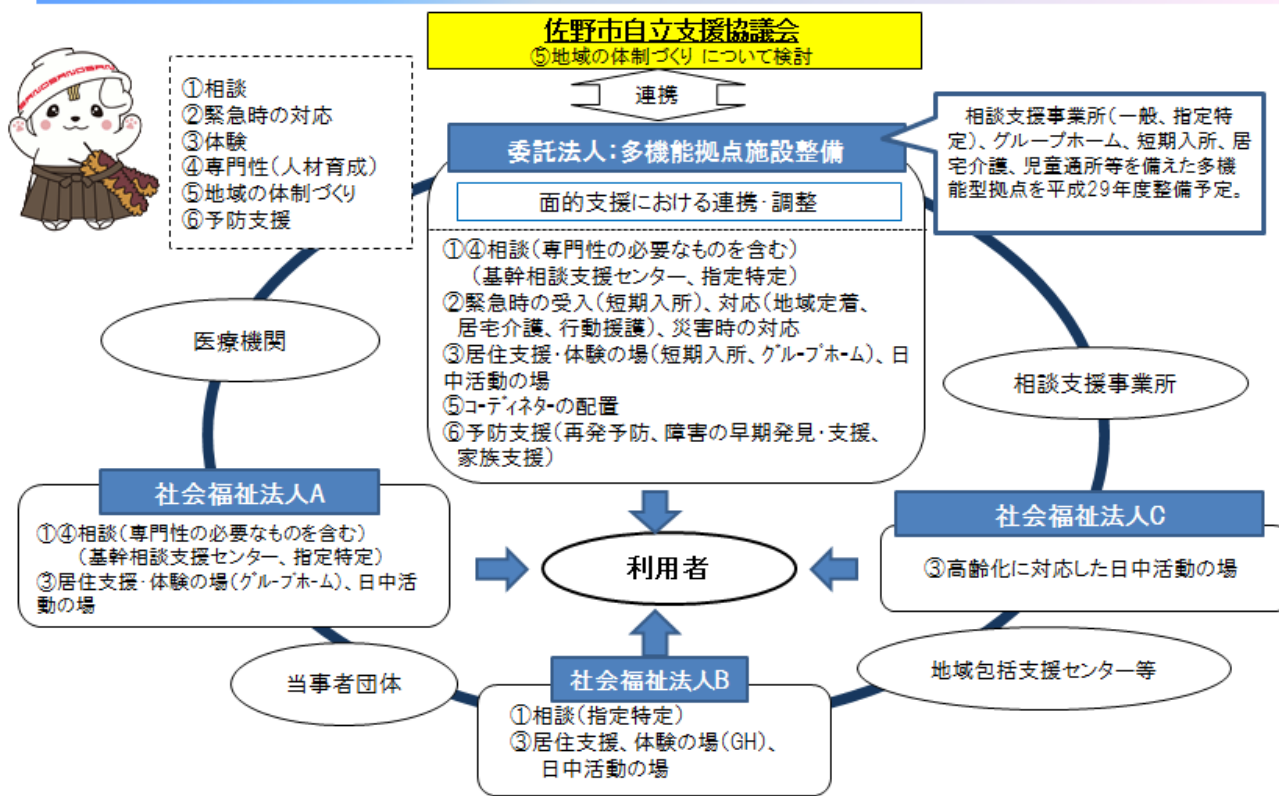 佐野市自立支援協議会
⑤地域の体制づくり について検討
連携
SANOSANOSANO
①相談
②緊急時の対応
③体験
④専門性(人材育成)
⑤地域の体制づくり
⑥予防支援
委託法人:多機能拠点施設整備
面的支援における連携・調整
①④相談(専門性の必要なものを含む)
(基幹相談支援センター、指定特定)
②緊急時の受入(短期入所)、対応(地域定着、
居宅介護、行動援護)、災害時の対応
③居住支援・体験の場(短期入所、グループホーム)、日
中活動の場
⑤コーディネターの配置
⑥予防支援(再発予防、障害の早期発見・支援、
家族支援)
相談支援事業所(一般、指定特
定)、グループホーム、短期入所、居
宅介護、児童通所等を備えた多機
能型拠点を平成29年度整備予定。
医療機関
相談支援事業所
社会福祉法人A
①④相談(専門性の必要なものを含む)
(基幹相談支援センター、指定特定)
③居住支援・体験の場(グループホーム)、日中活
動の場
利用者
社会福祉法人C
③高齢化に対応した日中活動の場
当事者団体
社会福祉法人B
①相談(指定特定)
③居住支援、体験の場(GH)、
日中活動の場
地域包括支援センター等